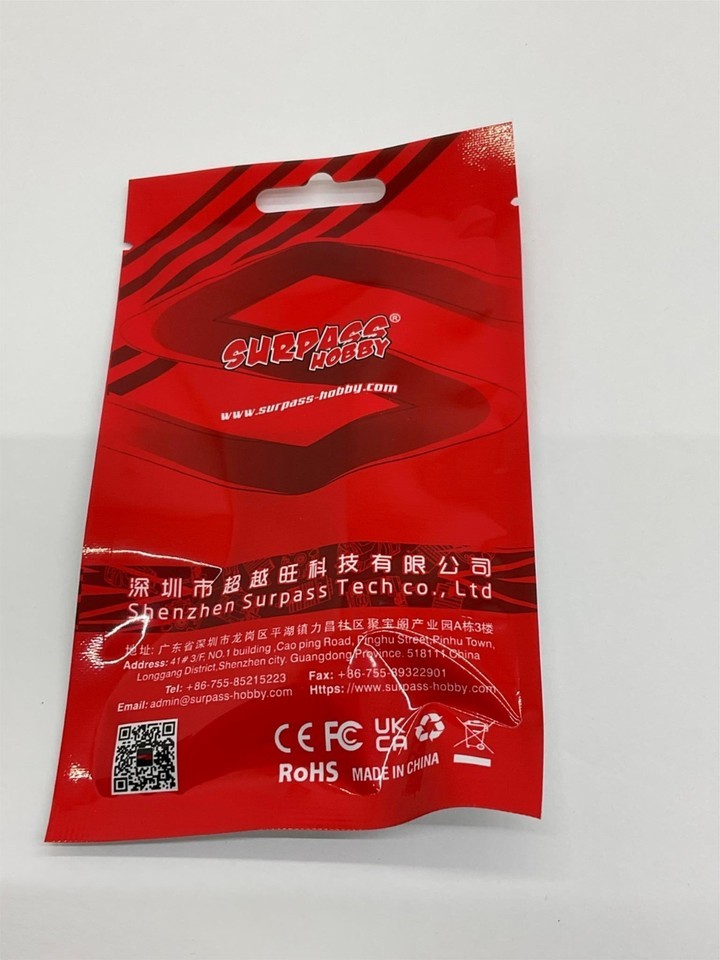 SURPASS®
HOBBY
www.surpass-hobby.com
深圳市超越旺科技有限公司
Shenzhen Surpass Tech co., Ltd
地址: 广东省深圳市龙岗区平湖镇力昌社区聚宝阁产业园A栋3楼
Address: 41# 3/F, NO.1 building ,Cao ping Road, Pinghu Street,Pinhu Town,
Longgang District,Shenzhen city, Guangdong Province. 518111 China
Tel: +86-755-85215223 Fax: +86-755-89322901
Email: admin@surpass-hobby.com Https: //www.surpass-hobby.com
CE FC UK
CA
RoHS MADE IN CHINA